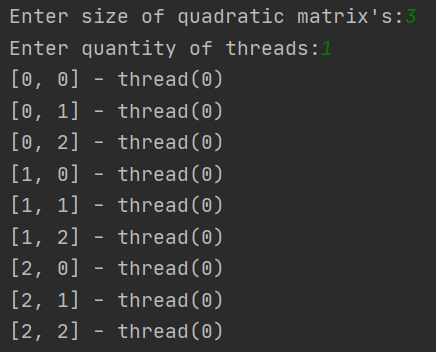 Enter size of quadratic matrix's:3
Enter quantity of threads:1
[0, 0] - thread(0)
[0, 1] - thread(0)
[0, 2] - thread(0)
[1, 0] - thread(0)
[1, 1] - thread(0)
[1, 2] - thread(0)
[2, 0] - thread(0)
[2, 1] - thread(0)
[2, 2] - thread(0)